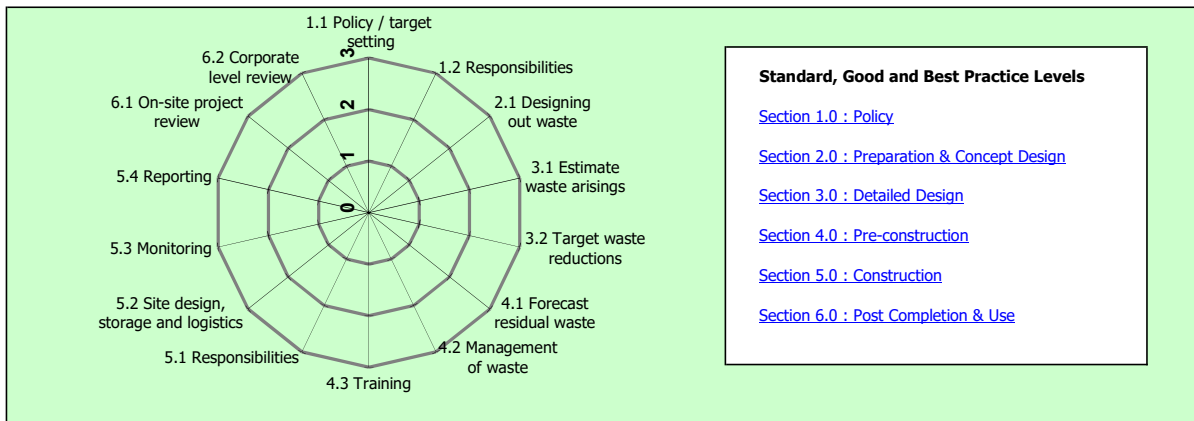 1.1 Policy / target
setting
1.2 Responsibilities
2.1 Designing
out waste
3.1 Estimate
waste arisings
3.2 Target waste
reductions
4.1 Forecast
residual waste
4.2 Management
of waste
4.3 Training
5.1 Responsibilities
5.2 Site design,
storage and logistics
5.3 Monitoring
5.4 Reporting
6.1 On-site project
review
6.2 Corporate
level review
3
2
1
0
Standard, Good and Best Practice Levels
Section 1.0 : Policy
Section 2.0 : Preparation & Concept Design
Section 3.0 : Detailed Design
Section 4.0 : Pre-construction
Section 5.0 : Construction
Section 6.0 : Post Completion & Use